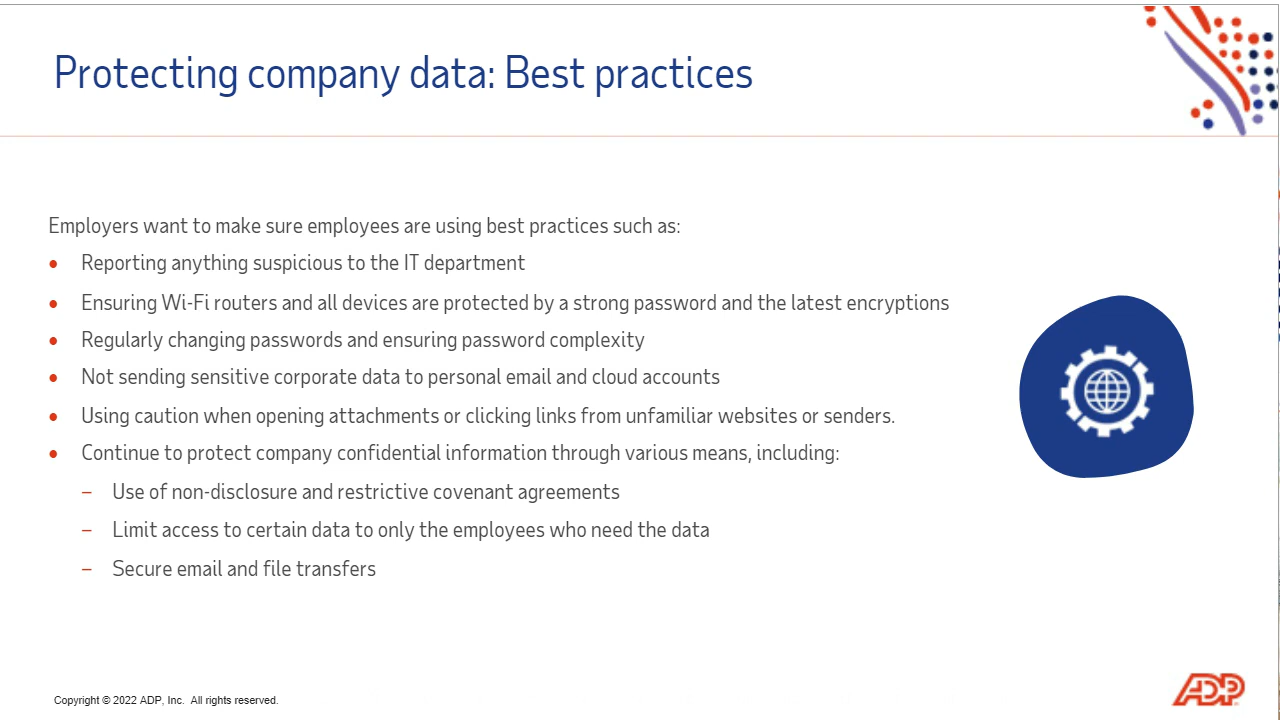 Protecting company data: Best practices
Employers want to make sure employees are using best practices such as:
• Reporting anything suspicious to the IT department
• Ensuring Wi-Fi routers and all devices are protected by a strong password and the latest encryptions
• Regularly changing passwords and ensuring password complexity
• Not sending sensitive corporate data to personal email and cloud accounts
• Using caution when opening attachments or clicking links from unfamiliar websites or senders.
• Continue to protect company confidential information through various means, including:
– Use of non-disclosure and restrictive covenant agreements
– Limit access to certain data to only the employees who need the data
– Secure email and file transfers
Copyright © 2022 ADP, Inc. All rights reserved.
ADP